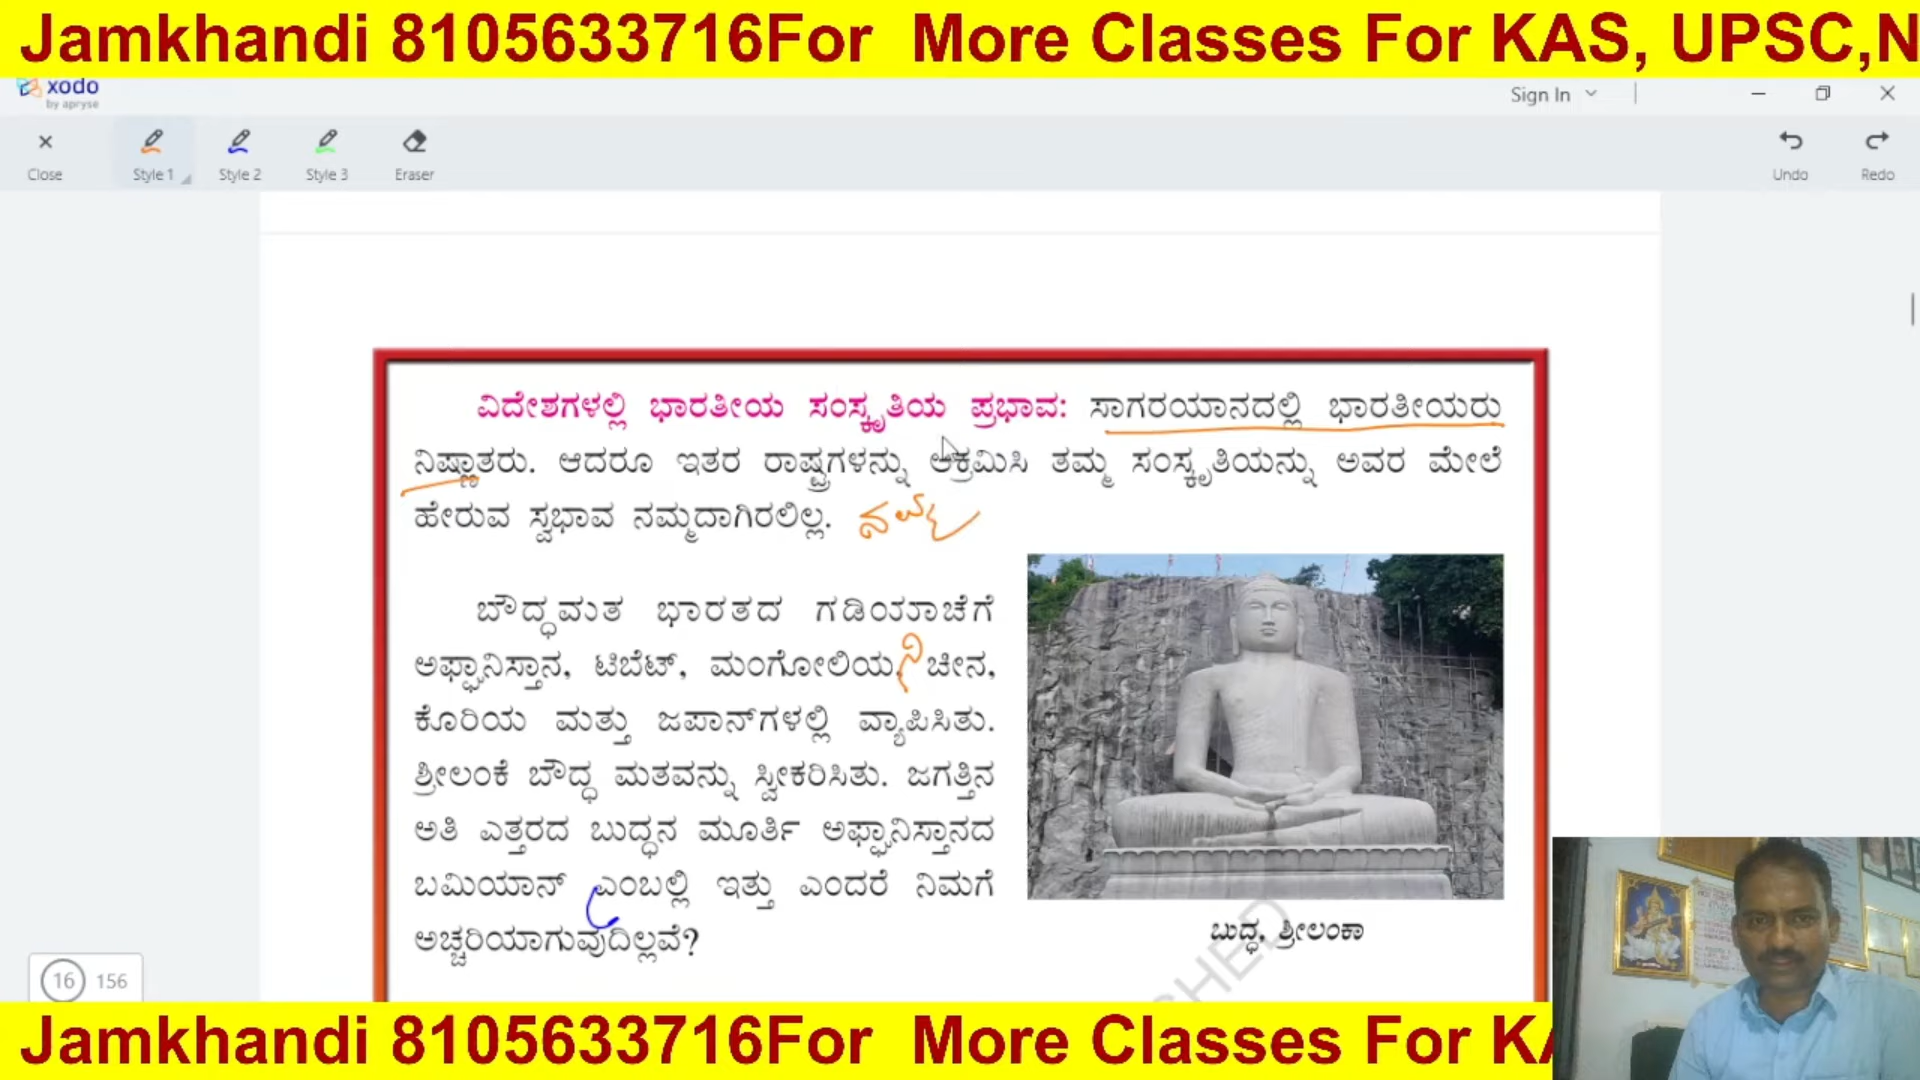 Jamkhandi 8105633716For More Classes For KAS, UPSC,N
xodo
by apryse
Sign In
Close
Style 1
Style 2
Style 3
Eraser
Undo
Redo
ವಿದೇಶಗಳಲ್ಲಿ ಭಾರತೀಯ ಸಂಸ್ಕೃತಿಯ ಪ್ರಭಾವ: ಸಾಗರಯಾನದಲ್ಲಿ ಭಾರತೀಯರು
ನಿಷ್ಣಾತರು. ಆದರೂ ಇತರ ರಾಷ್ಟ್ರಗಳನ್ನು ಆಕ್ರಮಿಸಿ ತಮ್ಮ ಸಂಸ್ಕೃತಿಯನ್ನು ಅವರ ಮೇಲೆ
ಹೇರುವ ಸ್ವಭಾವ ನಮ್ಮದಾಗಿರಲಿಲ್ಲ.
ಬೌದ್ಧಮತ ಭಾರತದ ಗಡಿಯಾಚೆಗೆ
ಅಫ್ಘಾನಿಸ್ತಾನ, ಟಿಬೆಟ್, ಮಂಗೋಲಿಯ, ಚೀನ,
ಕೊರಿಯ ಮತ್ತು ಜಪಾನ್‌ಗಳಲ್ಲಿ ವ್ಯಾಪಿಸಿತು.
ಶ್ರೀಲಂಕೆ ಬೌದ್ಧ ಮತವನ್ನು ಸ್ವೀಕರಿಸಿತು. ಜಗತ್ತಿನ
ಅತಿ ಎತ್ತರದ ಬುದ್ಧನ ಮೂರ್ತಿ ಅಫ್ಘಾನಿಸ್ತಾನದ
ಬಮಿಯಾನ್ ಎಂಬಲ್ಲಿ ಇತ್ತು ಎಂದರೆ ನಿಮಗೆ
ಅಚ್ಚರಿಯಾಗುವುದಿಲ್ಲವೆ?
ಬುದ್ಧ, ಶ್ರೀಲಂಕಾ
SHED
16 156
Jamkhandi 8105633716For More Classes For KA